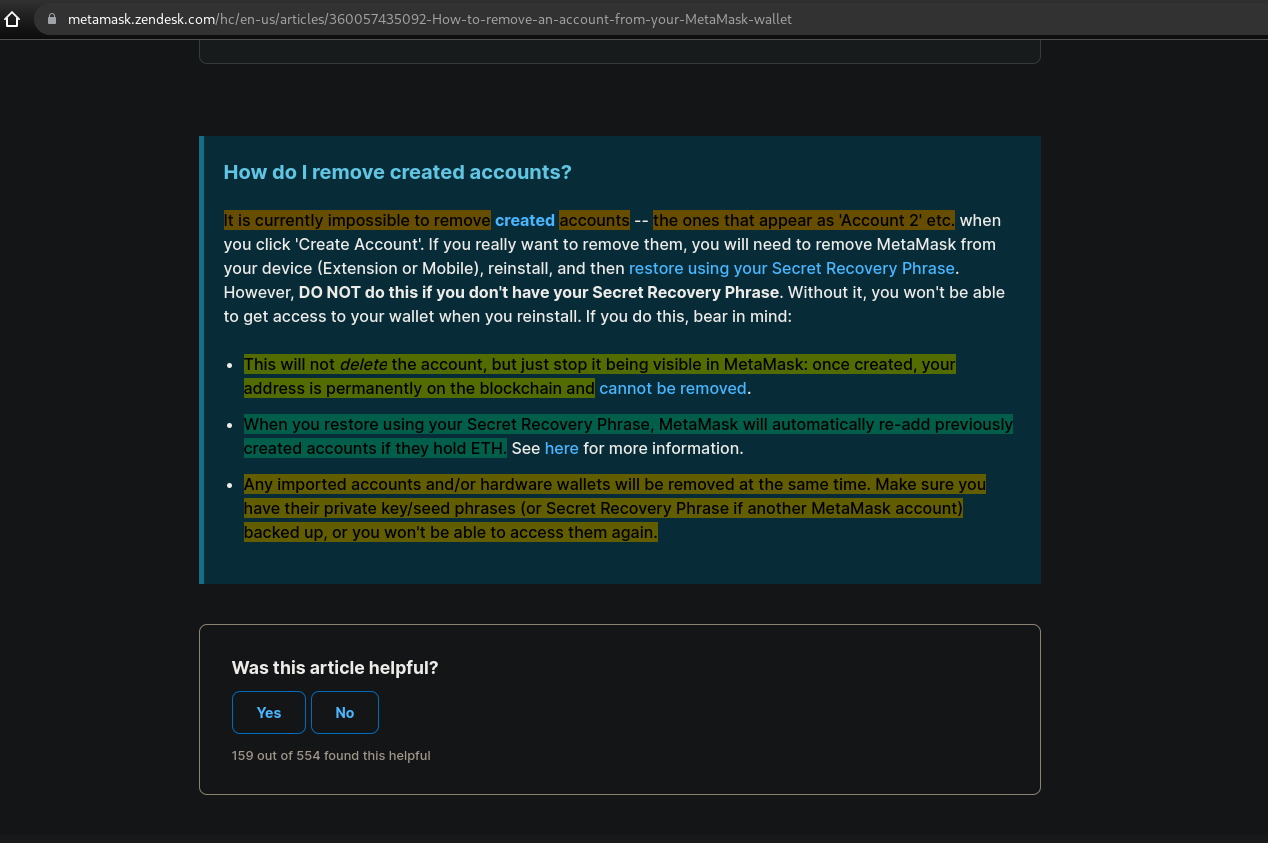 metamask.zendesk.com/hc/en-us/articles/360057435092-How-to-remove-an-account-from-your-MetaMask-wallet
How do I remove created accounts?
It is currently impossible to remove created accounts -- the ones that appear as 'Account 2' etc. when
you click 'Create Account'. If you really want to remove them, you will need to remove MetaMask from
your device (Extension or Mobile), reinstall, and then restore using your Secret Recovery Phrase.
However, DO NOT do this if you don't have your Secret Recovery Phrase. Without it, you won't be able
to get access to your wallet when you reinstall. If you do this, bear in mind:
• This will not delete the account, but just stop it being visible in MetaMask: once created, your
address is permanently on the blockchain and cannot be removed.
• When you restore using your Secret Recovery Phrase, MetaMask will automatically re-add previously
created accounts if they hold ETH. See here for more information.
• Any imported accounts and/or hardware wallets will be removed at the same time. Make sure you
have their private key/seed phrases (or Secret Recovery Phrase if another MetaMask account)
backed up, or you won't be able to access them again.
Was this article helpful?
Yes No
159 out of 554 found this helpful